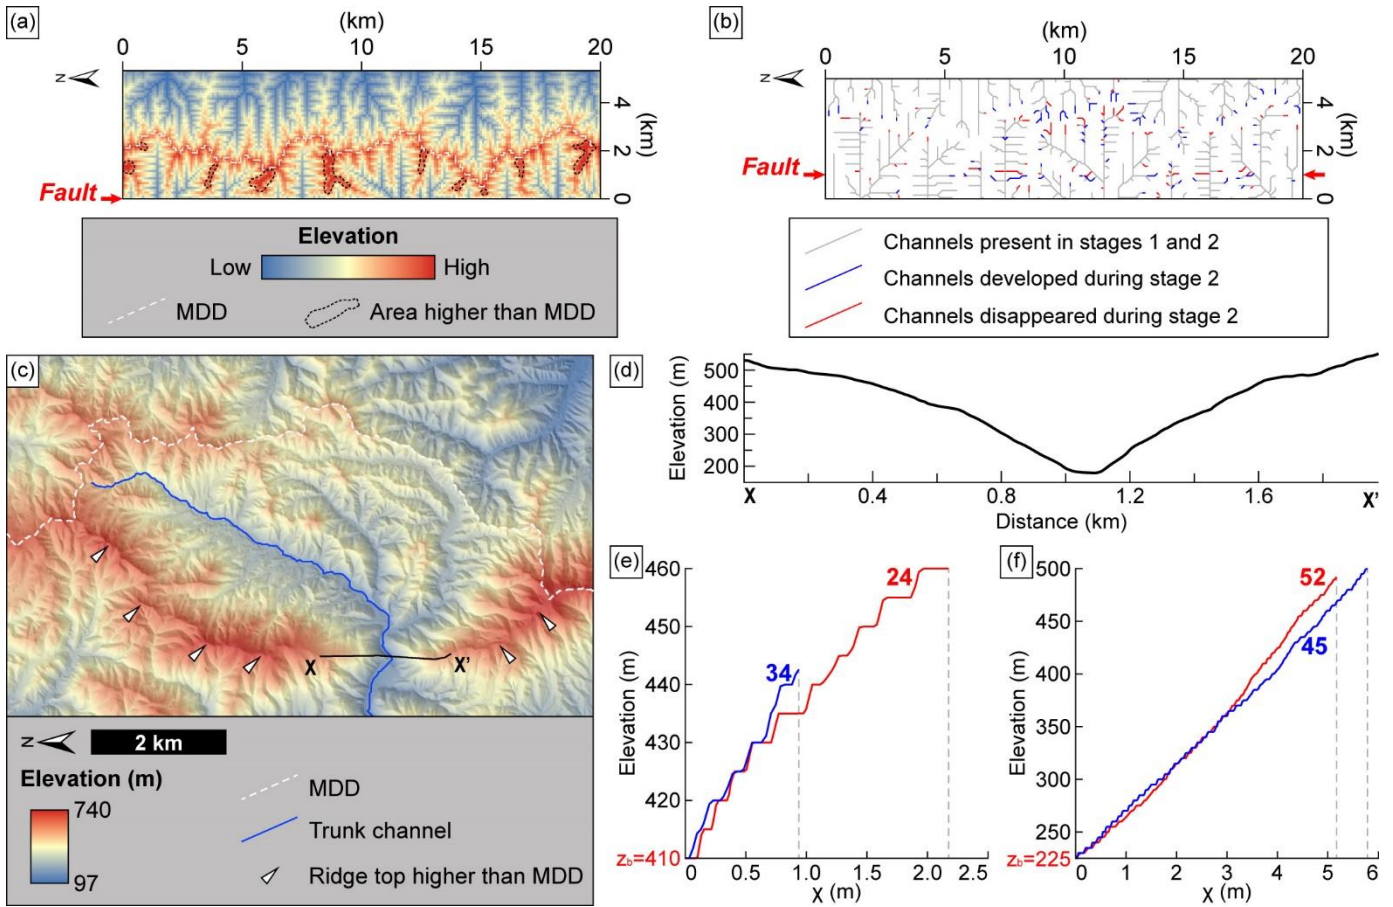 (a)
(km)
0 5 10 15 20
N
4
2
0
(km)
Fault
Elevation
Low High
MDD
Area higher than MDD
(b)
(km)
0 5 10 15 20
N
4
2
0
(km)
Fault
Channels present in stages 1 and 2
Channels developed during stage 2
Channels disappeared during stage 2
(c)
X X'
N
2 km
Elevation (m)
740
97
MDD
Trunk channel
Ridge top higher than MDD
(d)
Elevation (m)
500
400
300
200
X 0.4 0.8 1.2 1.6 X'
Distance (km)
(e)
Elevation (m)
460
450
440
430
420
zb=410
24
34
0 0.5 1.0 1.5 2.0 2.5
χ (m)
(f)
Elevation (m)
500
450
400
350
300
250
zb=225
52
45
0 1 2 3 4 5 6
χ (m)